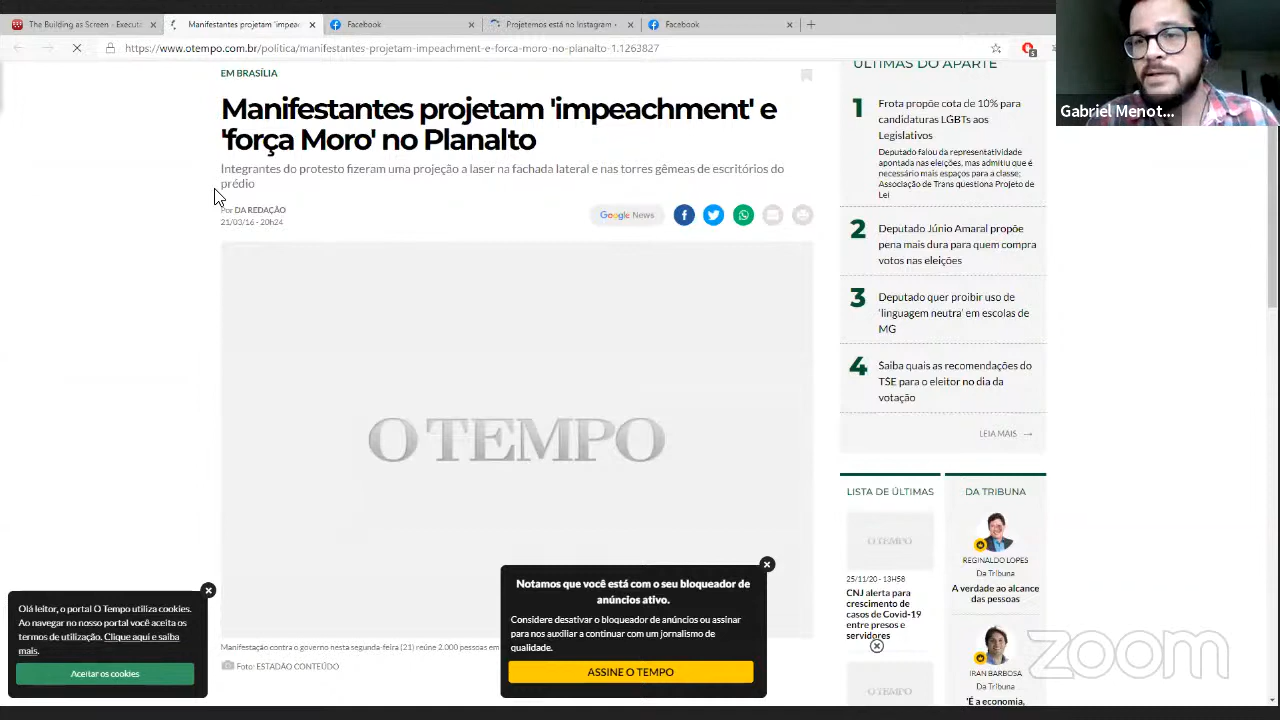 The Building as Screen - Execut
Manifestantes projetam 'impea
Facebook
Projetemos está no Instagram •
Facebook
https://www.otempo.com.br/política/manifestantes-projetam-impeachment-e-forca-moro-no-planalto-1.1263827
Gabriel Menot...
EM BRASÍLIA
Manifestantes projetam 'impeachment' e
'força Moro' no Planalto
Integrantes do protesto fizeram uma projeção a laser na fachada lateral e nas torres gêmeas de escritórios do
prédio
Por DA REDAÇÃO
21/03/16 - 20h24
Google News
O TEMPO
Manifestação contra o governo nesta segunda-feira (21) reúne 2.000 pessoas em
Foto: ESTADÃO CONTEÚDO
ÚLTIMAS DO APARTE
1
Frota propõe cota de 10% para
candidaturas LGBTs aos
Legislativos
Deputado falou da representatividade
apontada nas eleições, mas admitiu que é
necessário mais espaços para a classe;
Associação de Trans questiona Projeto de
Lei
2
Deputado Júnio Amaral propõe
pena mais dura para quem compra
votos nas eleições
3
Deputado quer proibir uso de
'linguagem neutra' em escolas de
MG
4
Saiba quais as recomendações do
TSE para o eleitor no dia da
votação
LEIA MAIS →
LISTA DE ÚLTIMAS
O TEMPO
25/11/20 - 13H58
CNJ alerta para
crescimento de
casos de Covid-19
entre presos e
servidores
O TEMPO
DA TRIBUNA
REGINALDO LOPES
Da Tribuna
A verdade ao alcance
das pessoas
IRAN BARBOSA
Da Tribuna
'É a economia,
Olá leitor, o portal O Tempo utiliza cookies.
Ao navegar no nosso portal você aceita os
termos de utilização. Clique aqui e saiba
mais.
Aceitar os cookies
Notamos que você está com o seu bloqueador de
anúncios ativo.
Considere desativar o bloqueador de anúncios ou assinar
para nos auxiliar a continuar com um jornalismo de
qualidade.
ASSINE O TEMPO
zoom